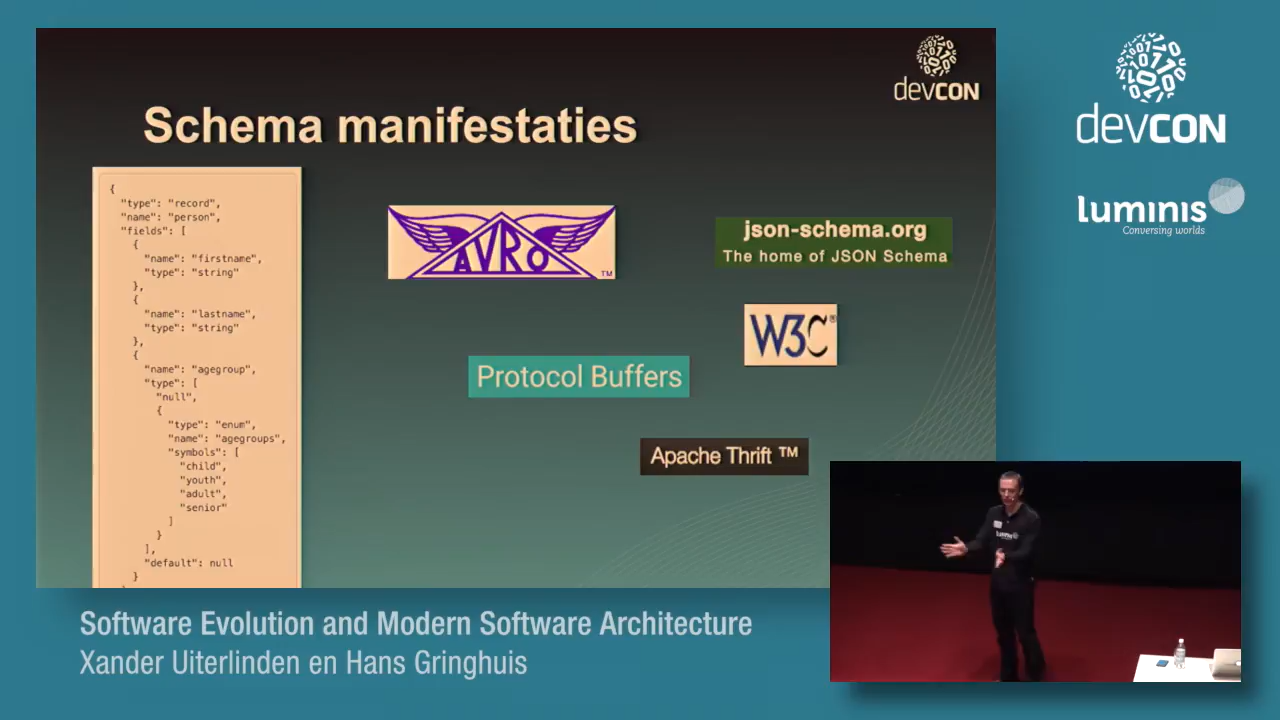 devCON
Schema manifestaties
{
"type": "record",
"name": "person",
"fields": [
{
"name": "firstname",
"type": "string"
},
{
"name": "lastname",
"type": "string"
},
{
"name": "agegroup",
"type": [
"null",
{
"type": "enum",
"name": "agegroups",
"symbols": [
"child",
"youth",
"adult",
"senior"
]
}
],
"default": null
}
AVRO™
json-schema.org
The home of JSON Schema
W3C®
Protocol Buffers
Apache Thrift ™
devCON
luminis
Conversing worlds
luminis
Software Evolution and Modern Software Architecture
Xander Uiterlinden en Hans Gringhuis